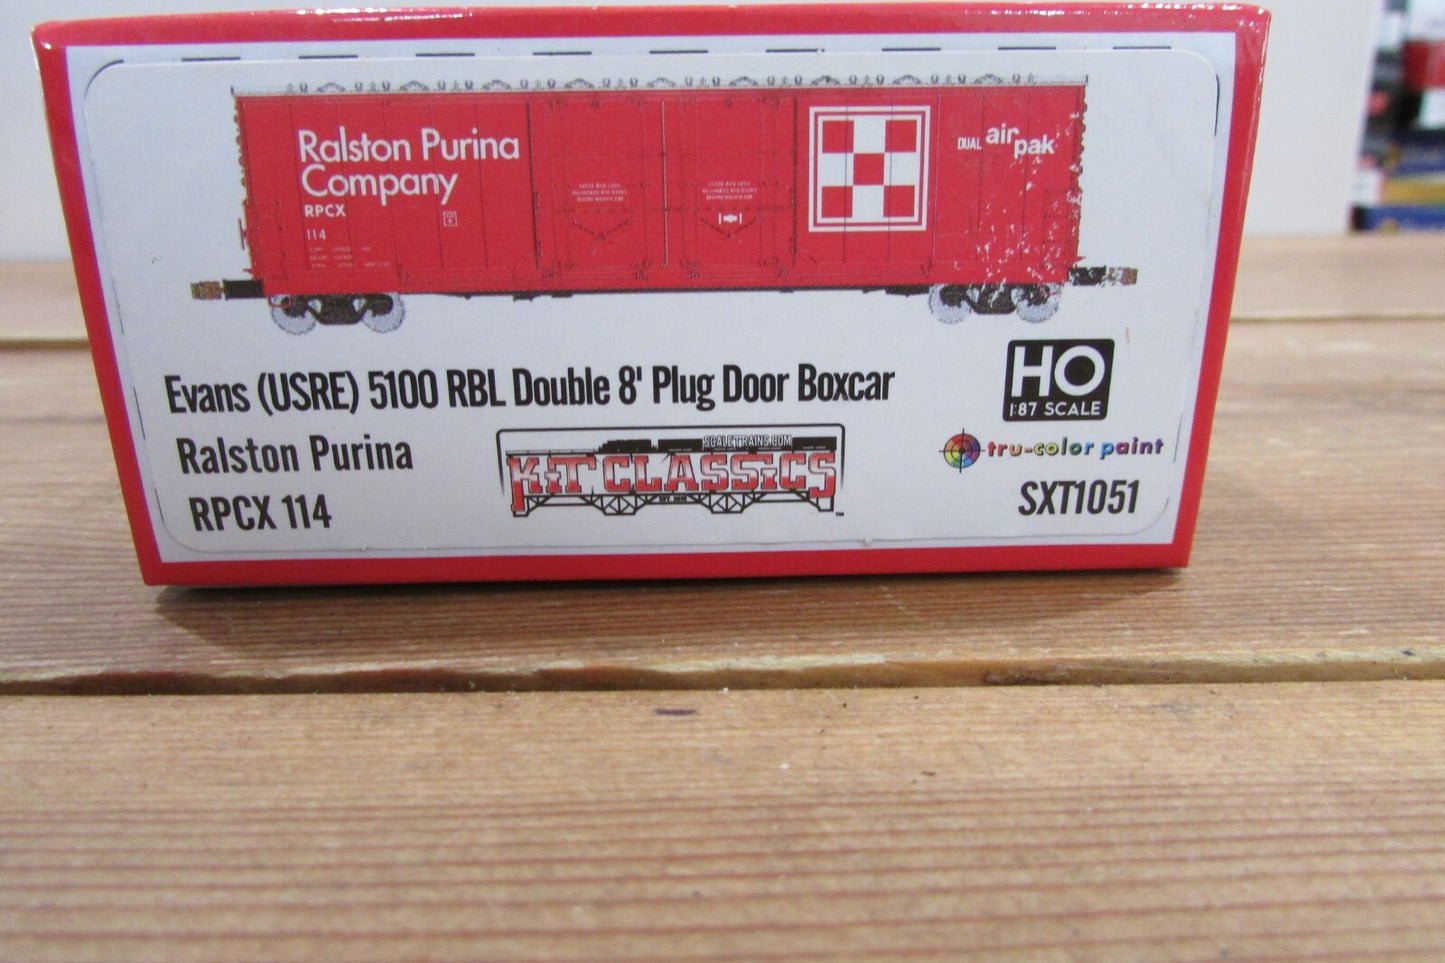 Ralston Purina
Company
RPCX
114
DUAL air pak
Evans (USRE) 5100 RBL Double 8' Plug Door Boxcar
Ralston Purina
RPCX 114
SCALETRAINS.COM
KIT CLASSICS
TM
HO
1:87 SCALE
tru-color paint
SXT1051